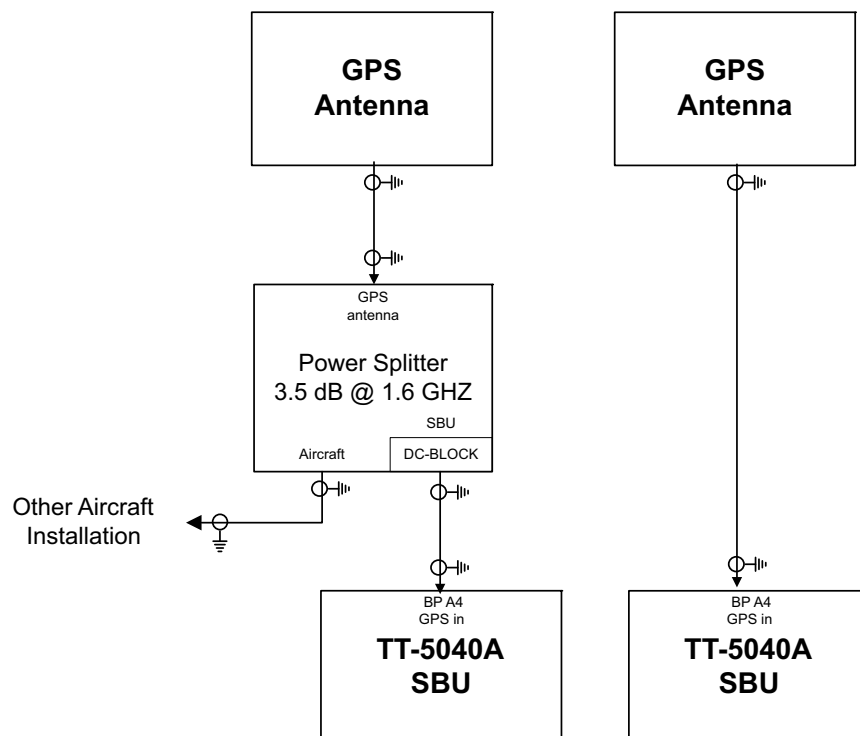 GPS
Antenna
GPS
Antenna
GPS
antenna
Power Splitter
3.5 dB @ 1.6 GHZ
SBU
Aircraft
DC-BLOCK
Other Aircraft
Installation
BP A4
GPS in
TT-5040A
SBU
BP A4
GPS in
TT-5040A
SBU